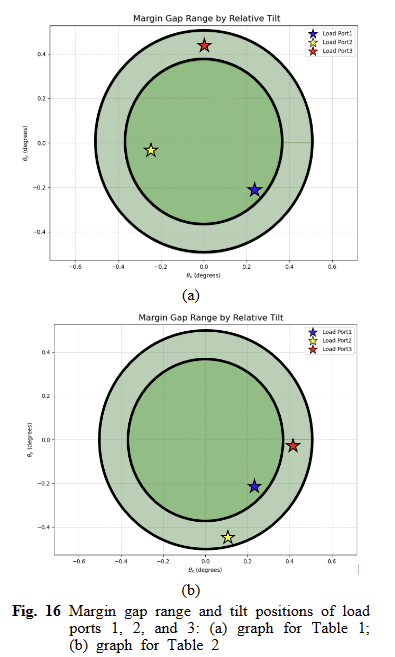 Margin Gap Range by Relative Tilt
Load Port1
Load Port2
Load Port3
0.4
0.2
0.0
−0.2
−0.4
θy (degrees)
−0.6 −0.4 −0.2 0.0 0.2 0.4 0.6
θx (degrees)
(a)
Margin Gap Range by Relative Tilt
Load Port1
Load Port2
Load Port3
0.4
0.2
0.0
−0.2
−0.4
θy (degrees)
−0.6 −0.4 −0.2 0.0 0.2 0.4 0.6
θx (degrees)
(b)
Fig. 16 Margin gap range and tilt positions of load
ports 1, 2, and 3: (a) graph for Table 1;
(b) graph for Table 2